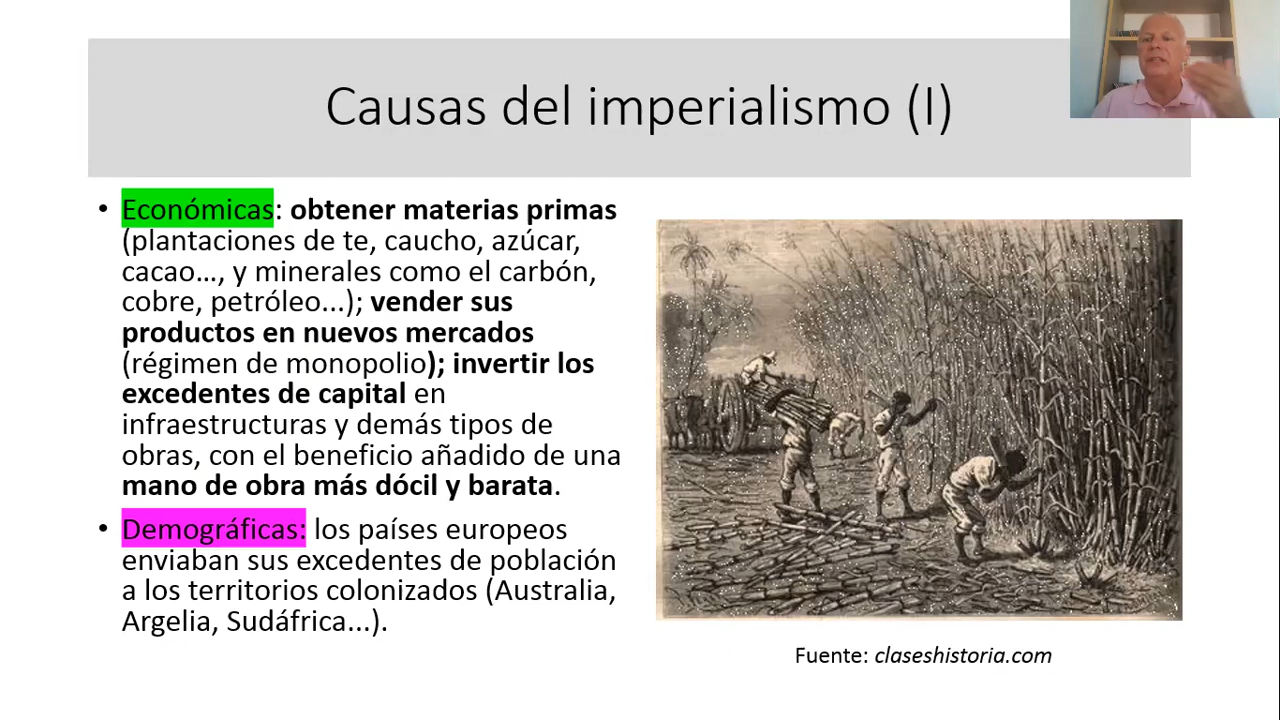 Causas del imperialismo (I)
• Económicas: obtener materias primas
(plantaciones de te, caucho, azúcar,
cacao…, y minerales como el carbón,
cobre, petróleo...); vender sus
productos en nuevos mercados
(régimen de monopolio); invertir los
excedentes de capital en
infraestructuras y demás tipos de
obras, con el beneficio añadido de una
mano de obra más dócil y barata.
• Demográficas: los países europeos
enviaban sus excedentes de población
a los territorios colonizados (Australia,
Argelia, Sudáfrica...).
Fuente: claseshistoria.com